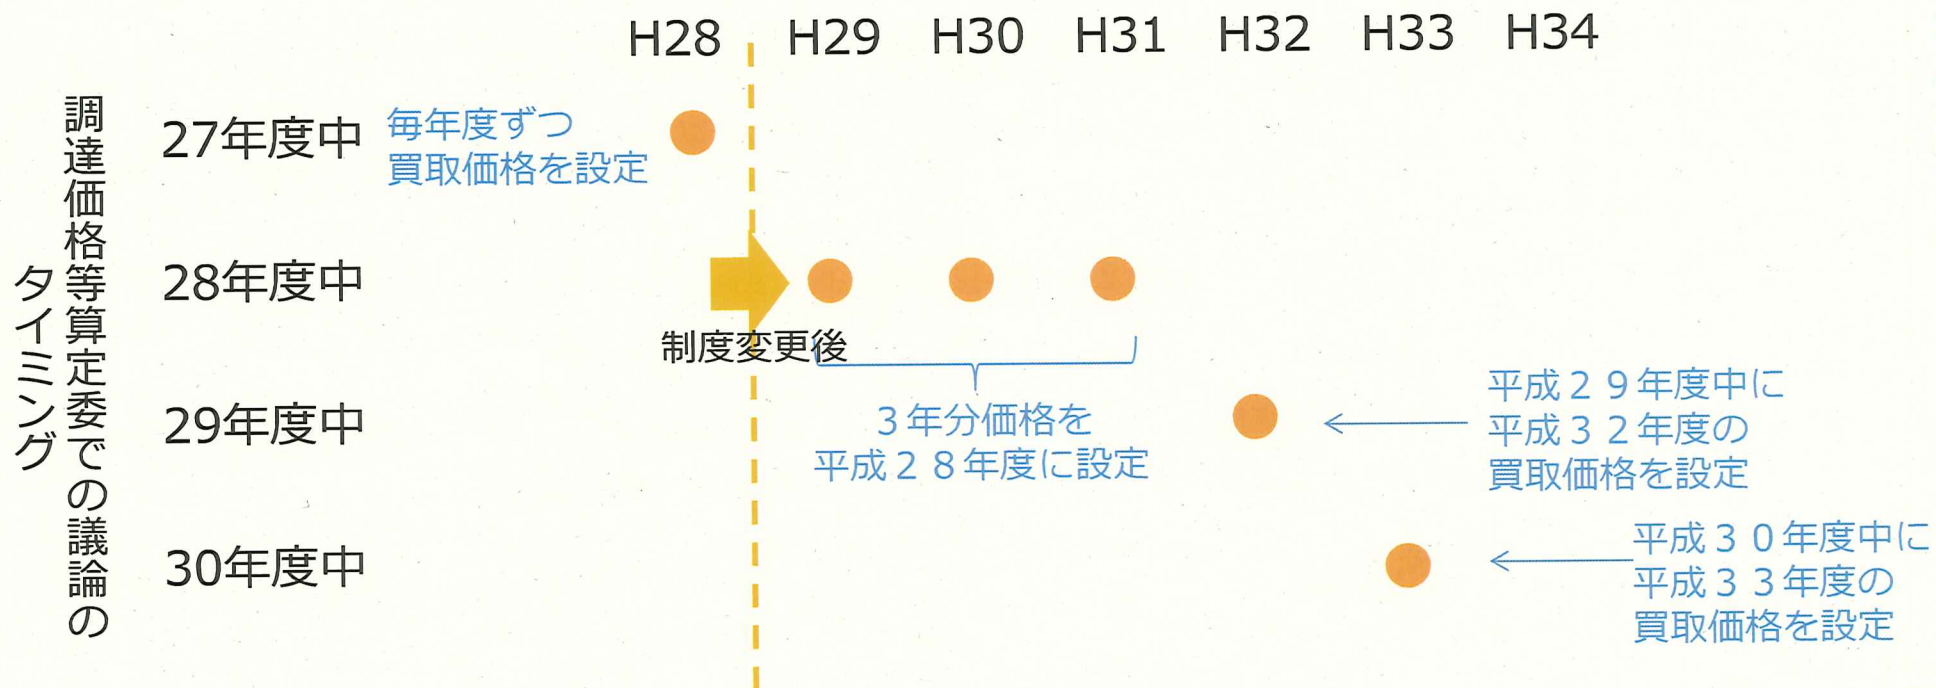 H28 H29 H30 H31 H32 H33 H34
調達価格等算定委での議論の
タイミング
27年度中
毎年度ずつ
買取価格を設定
28年度中
制度変更後
3年分価格を
平成28年度に設定
29年度中
平成29年度中に
平成32年度の
買取価格を設定
30年度中
平成30年度中に
平成33年度の
買取価格を設定